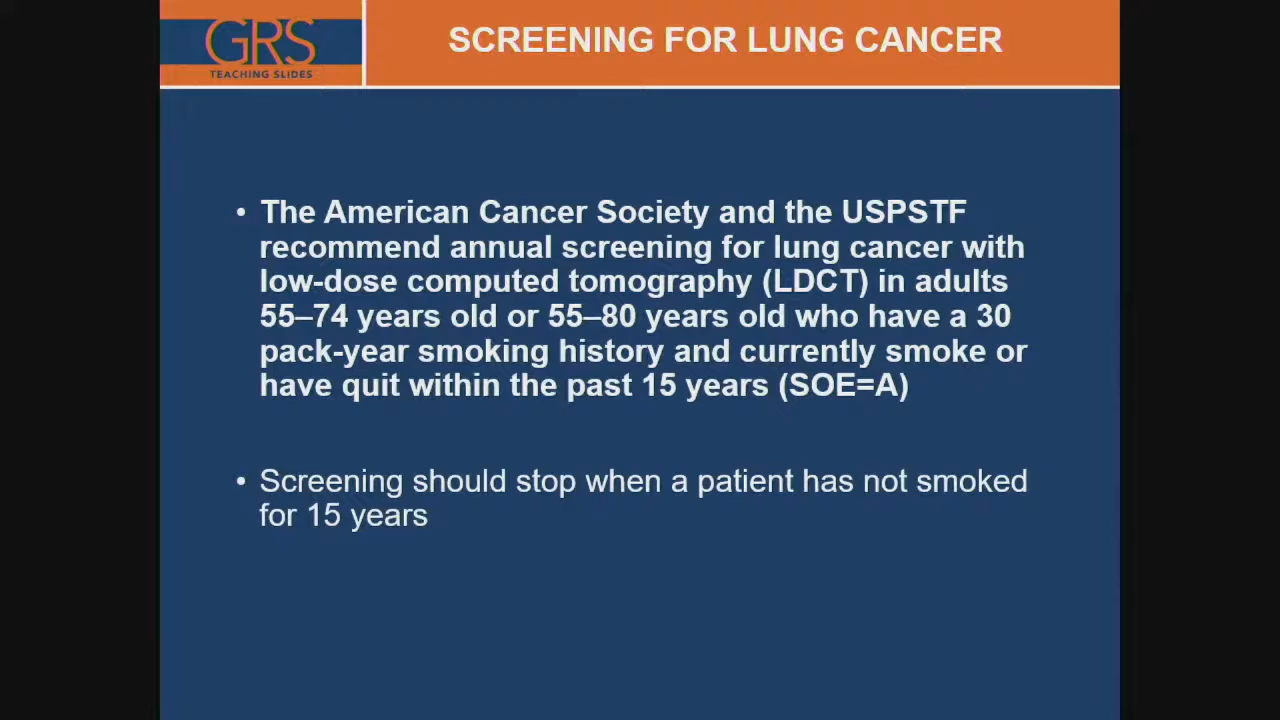 GRS
TEACHING SLIDES
SCREENING FOR LUNG CANCER
• The American Cancer Society and the USPSTF
recommend annual screening for lung cancer with
low-dose computed tomography (LDCT) in adults
55–74 years old or 55–80 years old who have a 30
pack-year smoking history and currently smoke or
have quit within the past 15 years (SOE=A)
• Screening should stop when a patient has not smoked
for 15 years